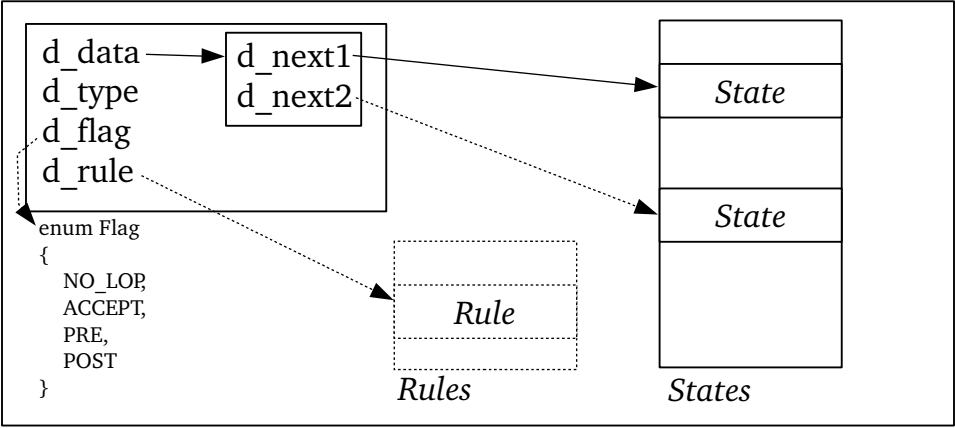 d_data
d_type
d_flag
d_rule
d_next1
d_next2
State
State
enum Flag
{
NO_LOP,
ACCEPT,
PRE,
POST
}
Rule
Rules
States